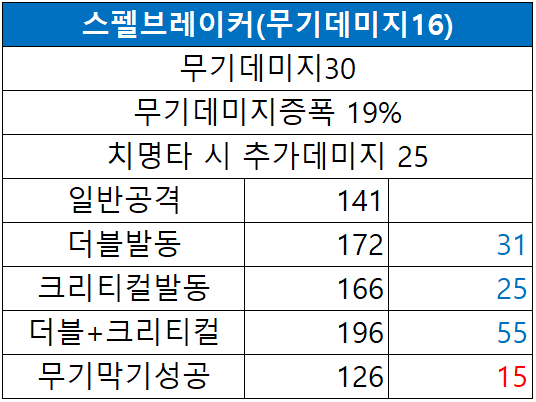 스펠브레이커(무기데미지16)
무기데미지30
무기데미지증폭 19%
치명타 시 추가데미지 25
일반공격 141
더블발동 172 31
크리티컬발동 166 25
더블+크리티컬 196 55
무기막기성공 126 15